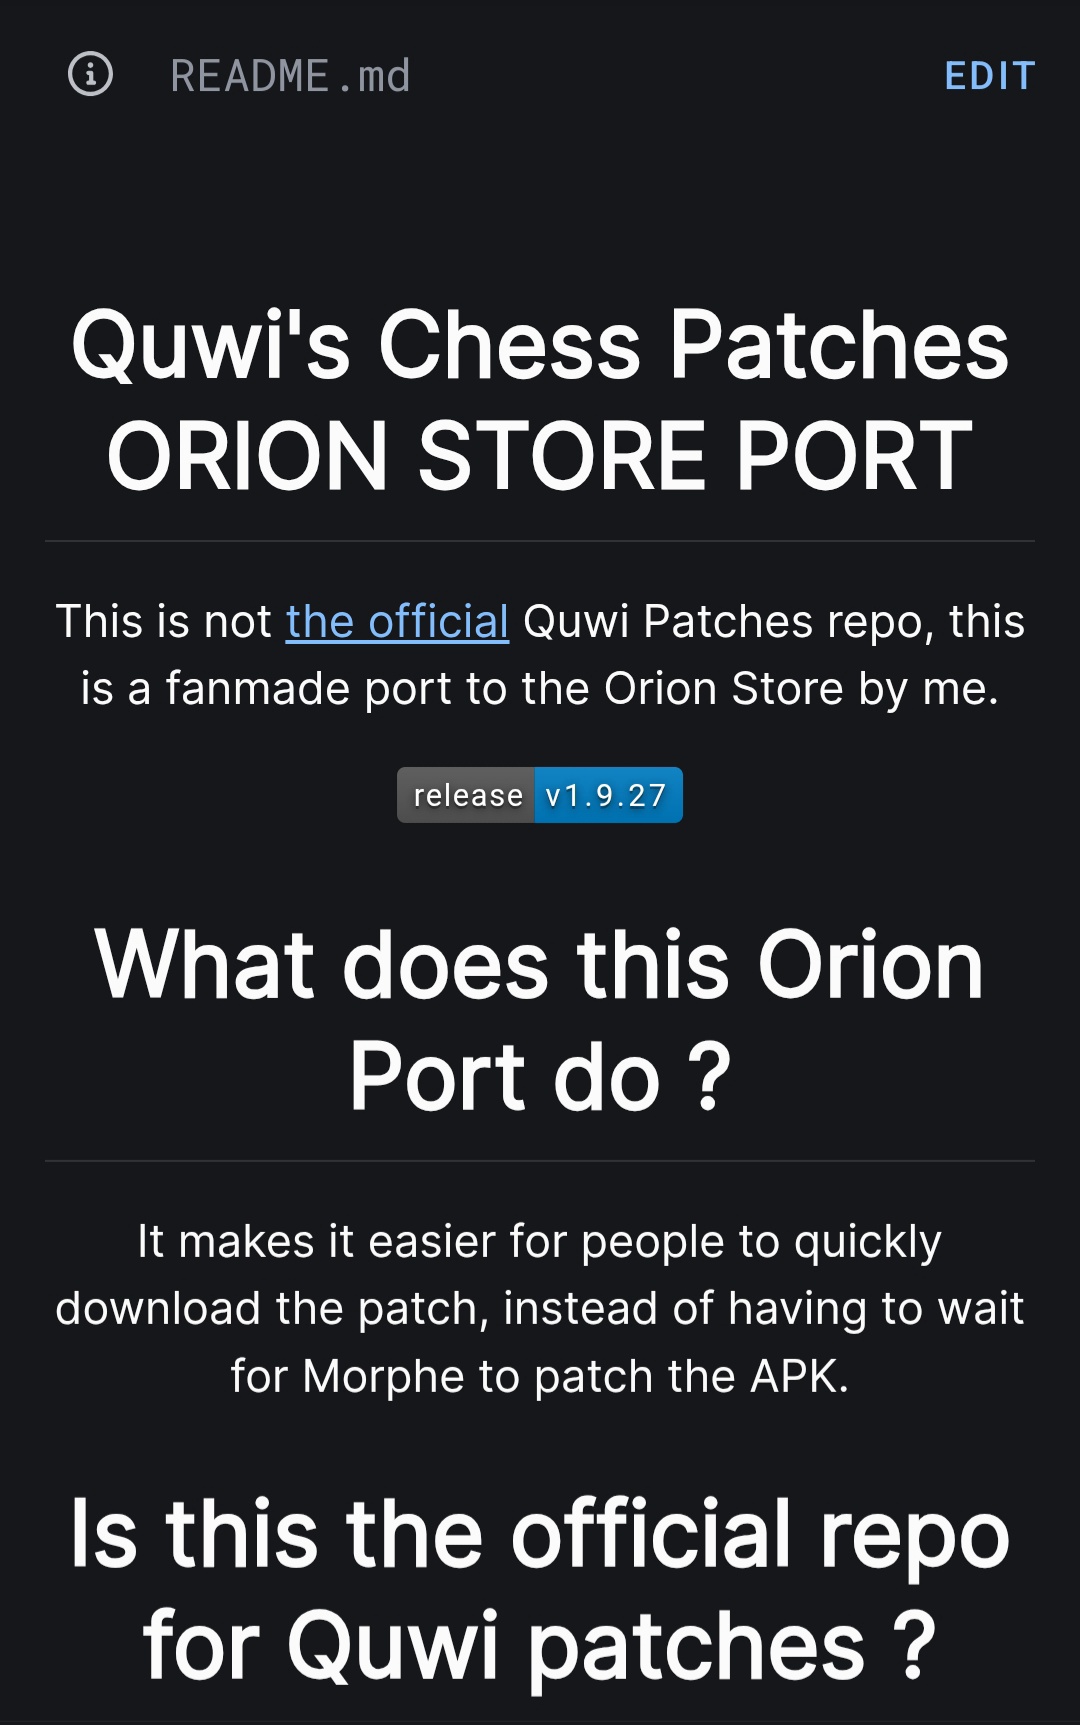 README.md
EDIT
Quwi's Chess Patches
ORION STORE PORT
This is not the official Quwi Patches repo, this
is a fanmade port to the Orion Store by me.
release v1.9.27
What does this Orion
Port do ?
It makes it easier for people to quickly
download the patch, instead of having to wait
for Morphe to patch the APK.
Is this the official repo
for Quwi patches ?